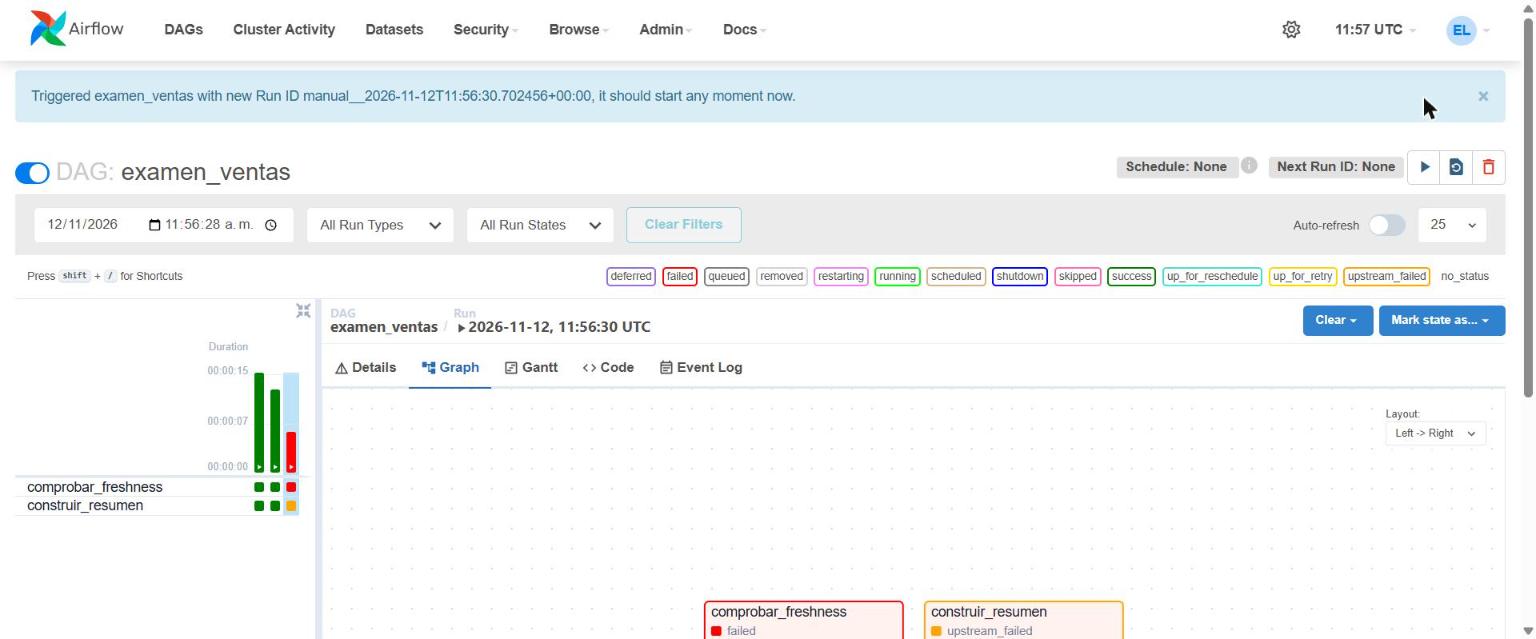 Airflow DAGs Cluster Activity Datasets Security Browse Admin Docs 11:57 UTC EL
Triggered examen_ventas with new Run ID manual__2026-11-12T11:56:30.702456+00:00, it should start any moment now. ×
DAG: examen_ventas Schedule: None i Next Run ID: None
12/11/2026 11:56:28 a. m. All Run Types All Run States Clear Filters Auto-refresh 25
Press shift + / for Shortcuts deferred failed queued removed restarting running scheduled shutdown skipped success up_for_reschedule up_for_retry upstream_failed no_status
Duration
00:00:15
00:00:07
00:00:00
comprobar_freshness
construir_resumen
DAG Run
examen_ventas / 2026-11-12, 11:56:30 UTC Clear Mark state as...
Details Graph Gantt <> Code Event Log
Layout:
Left -> Right
comprobar_freshness
failed
construir_resumen
upstream_failed